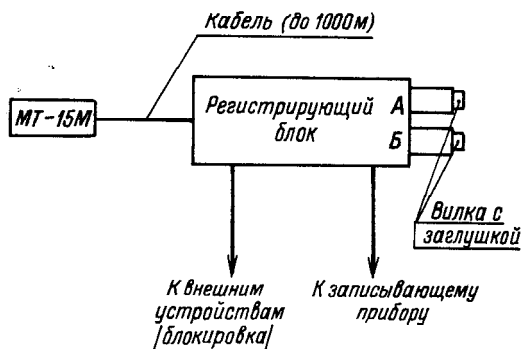 Кабель (до 1000м)
МТ-15М
Регистрирующий
блок
А
Б
Вилка с
заглушкой
К внешним
устройствам
/блокировка/
К записывающему
прибору